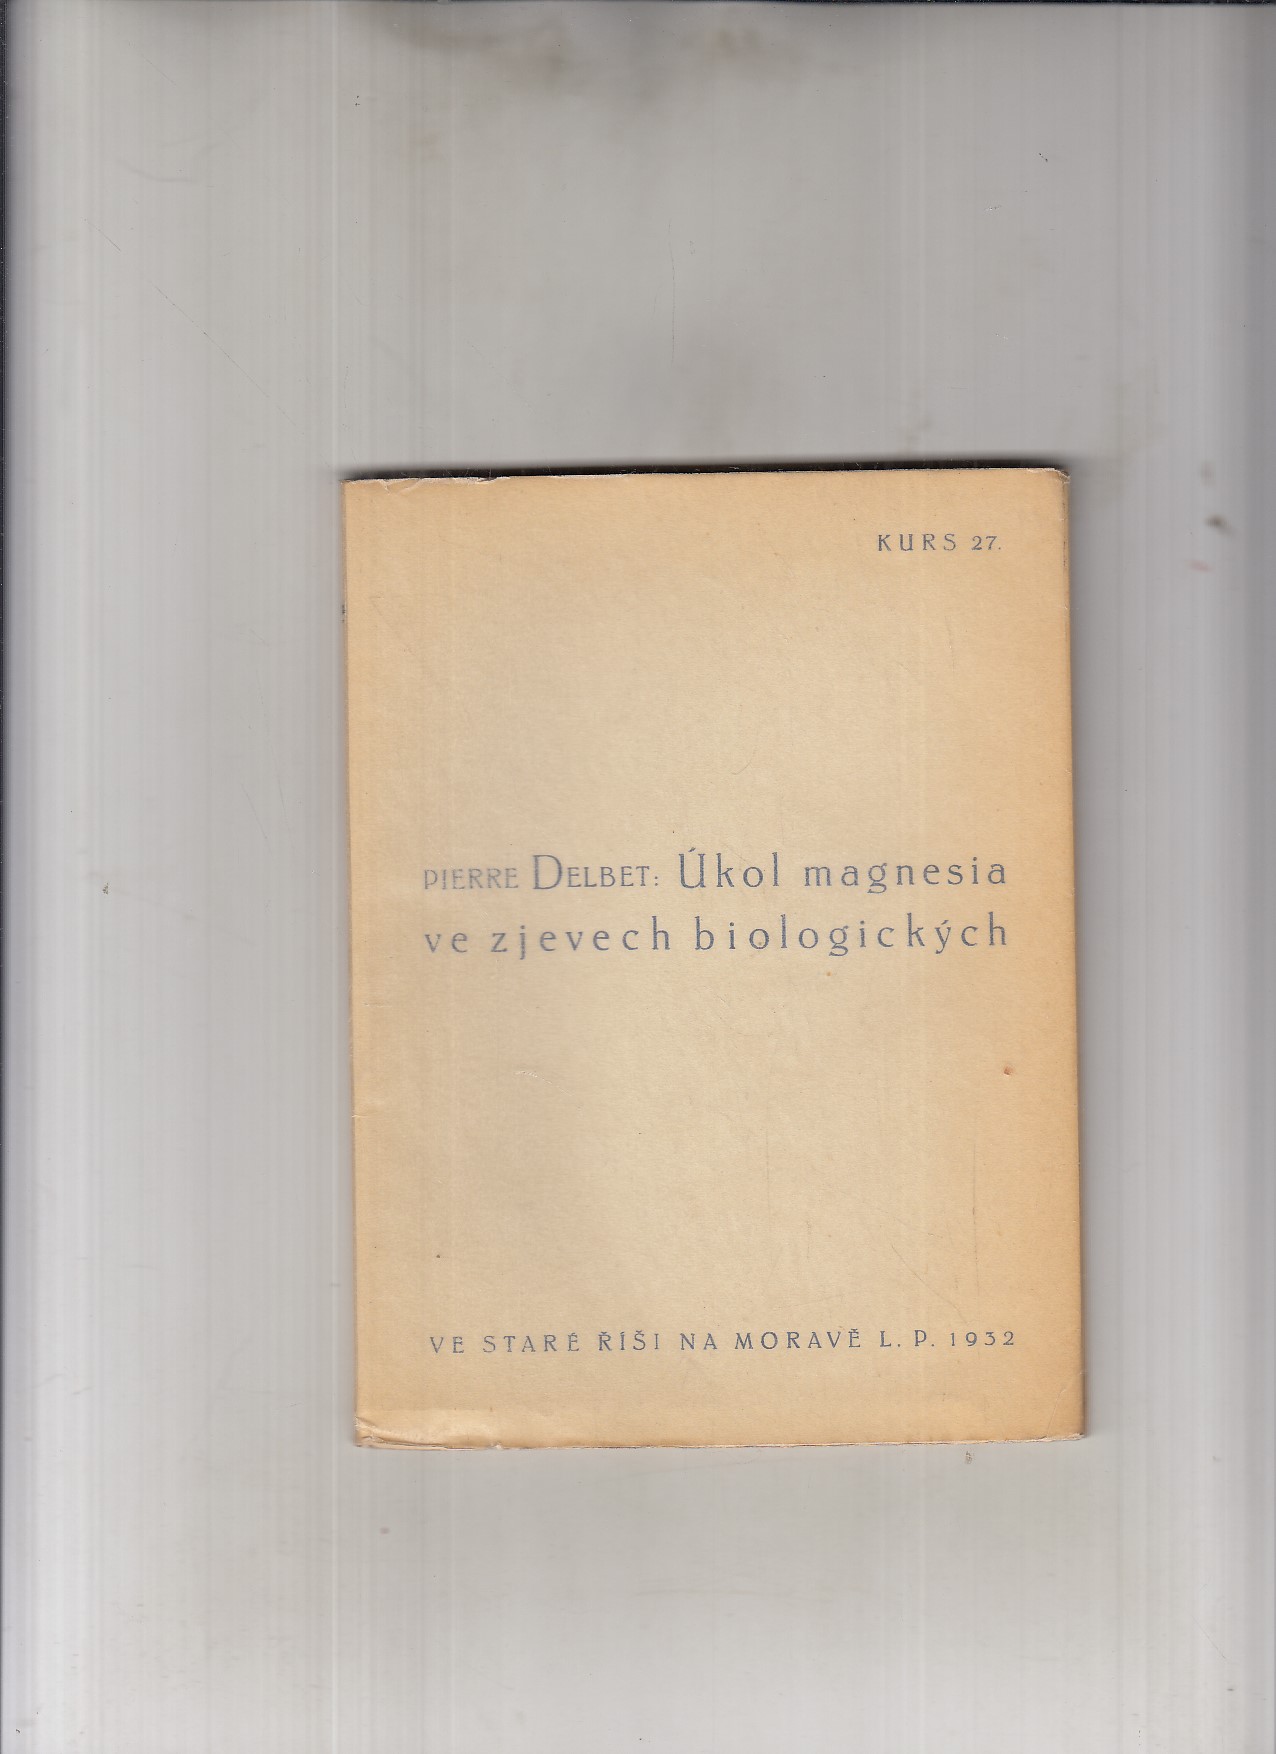 KURS 27.
PIERRE DELBET: Úkol magnesia
ve zjevech biologických
VE STARÉ ŘÍŠI NA MORAVĚ L. P. 1932